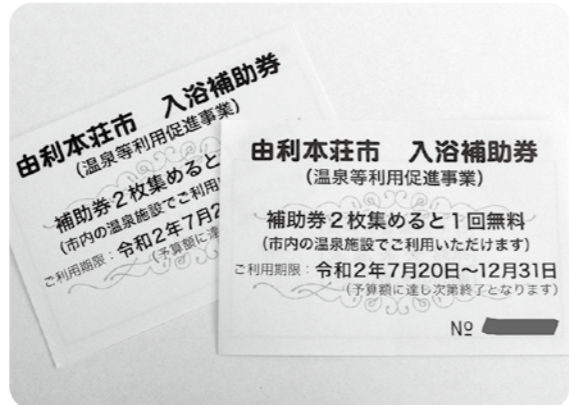 由利本荘市 入浴補助券
(温泉等利用促進事業)
補助券2枚集めると
(市内の温泉施設でご利用
ご利用期限:令和2年7月2
(予算額に達
由利本荘市 入浴補助券
(温泉等利用促進事業)
補助券2枚集めると1回無料
(市内の温泉施設でご利用いただけます)
ご利用期限:令和2年7月20日~12月31日
(予算額に達し次第終了となります)
№